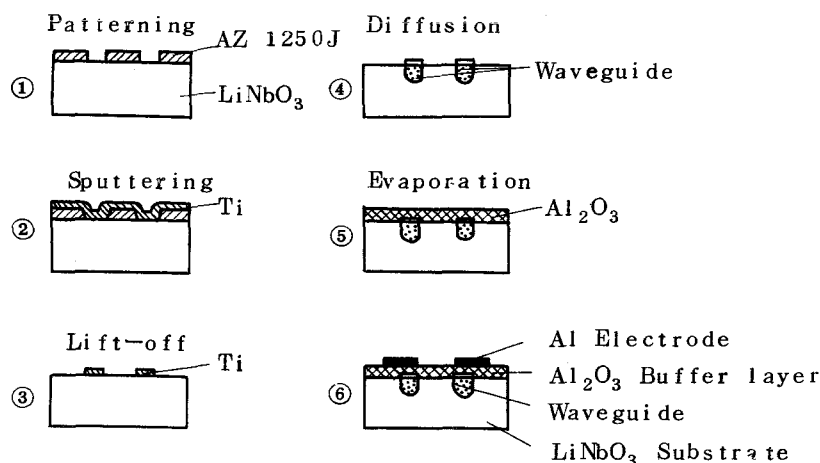 Patterning
AZ 1250J
①
LiNbO₃
Sputtering
Ti
②
Lift-off
Ti
③
Diffusion
Waveguide
④
Evaporation
Al₂O₃
⑤
Al Electrode
Al₂O₃ Buffer layer
⑥
Waveguide
LiNbO₃ Substrate